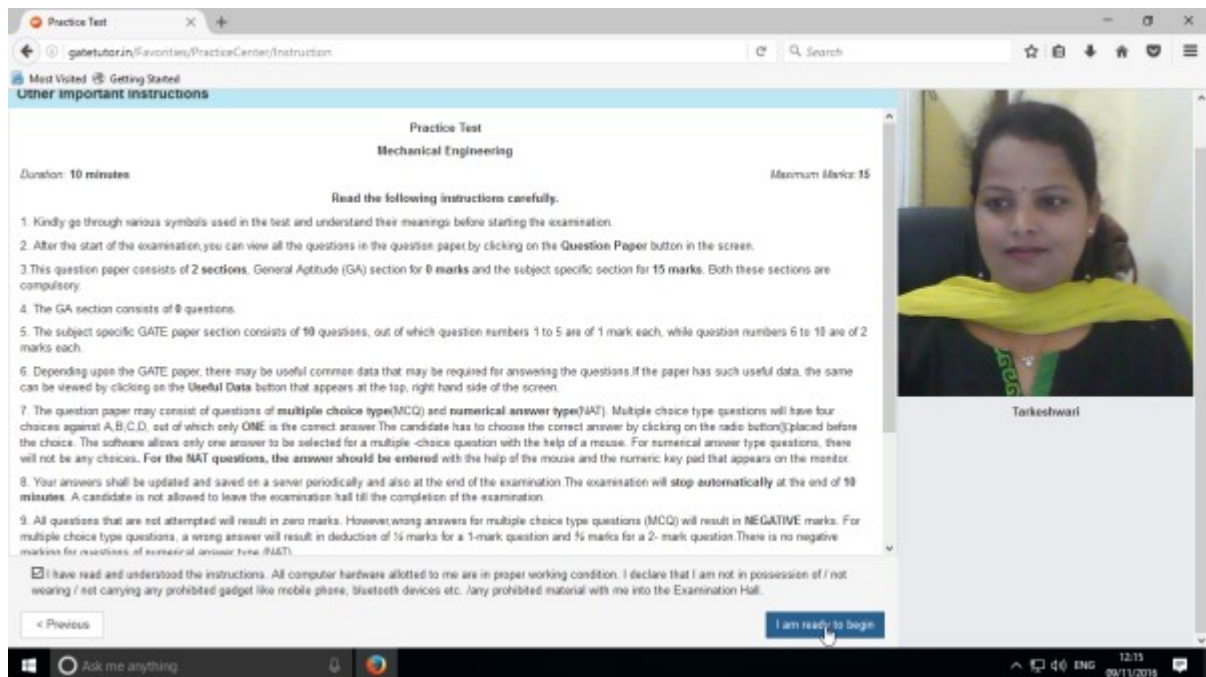 Practice Test
gatetutor.in/Favorities/PracticeCenter/Instruction
Search
Most Visited Getting Started
Other Important Instructions
Practice Test
Mechanical Engineering
Duration: 10 minutes Maximum Marks: 15
Read the following instructions carefully.
1. Kindly go through various symbols used in the test and understand their meanings before starting the examination.
2. After the start of the examination,you can view all the questions in the question paper,by clicking on the Question Paper button in the screen.
3.This question paper consists of 2 sections, General Aptitude (GA) section for 0 marks and the subject specific section for 15 marks. Both these sections are
compulsory.
4. The GA section consists of 0 questions.
5. The subject specific GATE paper section consists of 10 questions, out of which question numbers 1 to 5 are of 1 mark each, while question numbers 6 to 10 are of 2
marks each.
6. Depending upon the GATE paper, there may be useful common data that may be required for answering the questions.If the paper has such useful data, the same
can be viewed by clicking on the Useful Data button that appears at the top, right hand side of the screen.
7. The question paper may consist of questions of multiple choice type(MCQ) and numerical answer type(NAT). Multiple choice type questions will have four
choices against A,B,C,D, out of which only ONE is the correct answer.The candidate has to choose the correct answer by clicking on the radio button placed before
the choice. The software allows only one answer to be selected for a multiple -choice question with the help of a mouse. For numerical answer type questions, there
will not be any choices. For the NAT questions, the answer should be entered with the help of the mouse and the numeric key pad that appears on the monitor.
8. Your answers shall be updated and saved on a server periodically and also at the end of the examination.The examination will stop automatically at the end of 10
minutes. A candidate is not allowed to leave the examination hall till the completion of the examination.
9. All questions that are not attempted will result in zero marks. However,wrong answers for multiple choice type questions (MCQ) will result in NEGATIVE marks. For
multiple choice type questions, a wrong answer will result in deduction of ⅓ marks for a 1-mark question and ⅔ marks for a 2- mark question.There is no negative
marking for questions of numerical answer type (NAT)
I have read and understood the instructions. All computer hardware allotted to me are in proper working condition. I declare that I am not in possession of / not
wearing / not carrying any prohibited gadget like mobile phone, bluetooth devices etc. /any prohibited material with me into the Examination Hall.
< Previous
I am ready to begin
Tarkeshwari
Ask me anything
ENG
12:15
09/11/2016